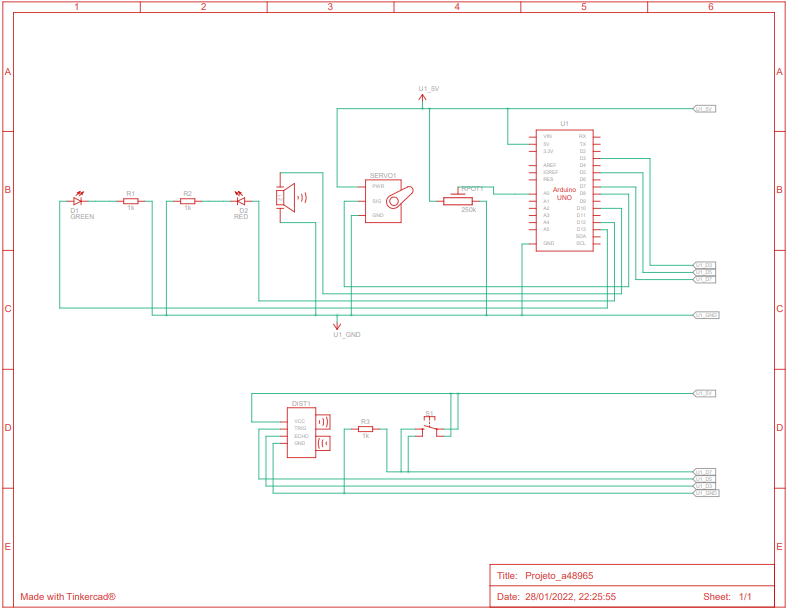 1 2 3 4 5 6
A A
B B
C C
D D
E E
U1_5V
U1_5V
U1
VIN RX
5V TX
3.3V D2
D3
AREF D4
IOREF D5
RES D6
D7
A0 D8
A1 D9
A2 D10
A3 D11
A4 D12
A5 D13
SDA
GND SCL
Arduino
UNO
D1
GREEN
R1
1k
R2
1k
D2
RED
SERVO1
PWR
SIG
GND
RPOT1
250k
U1_D3
U1_D5
U1_D7
U1_GND
U1_GND
U1_5V
DIST1
VCC
TRIG
ECHO
GND
R3
1k
S1
U1_D7
U1_D5
U1_D3
U1_GND
Title: Projeto_a48965
Made with Tinkercad®
Date: 28/01/2022, 22:25:55
Sheet: 1/1